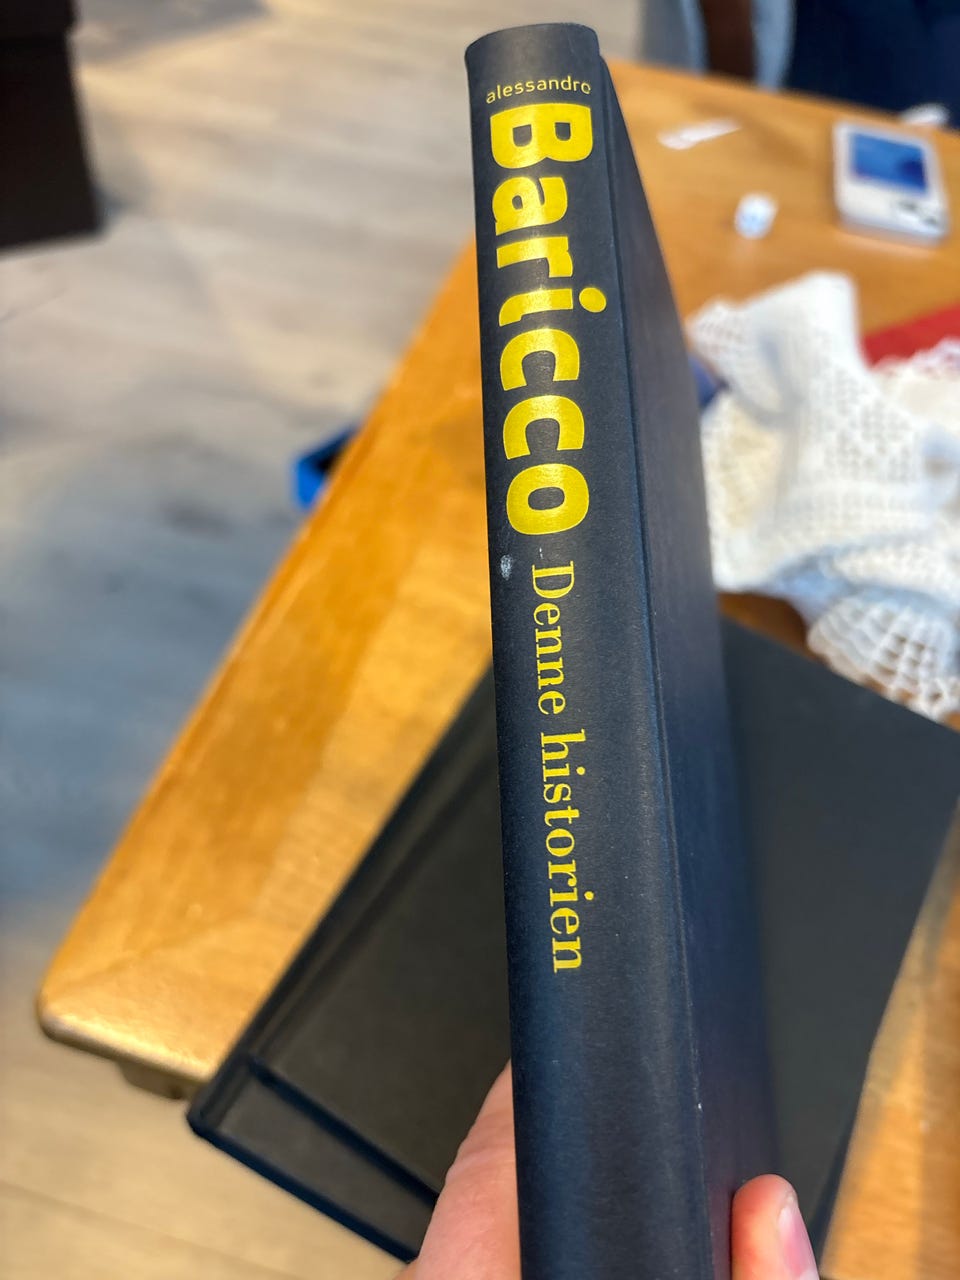 alessandro
Baricco
Denne historien